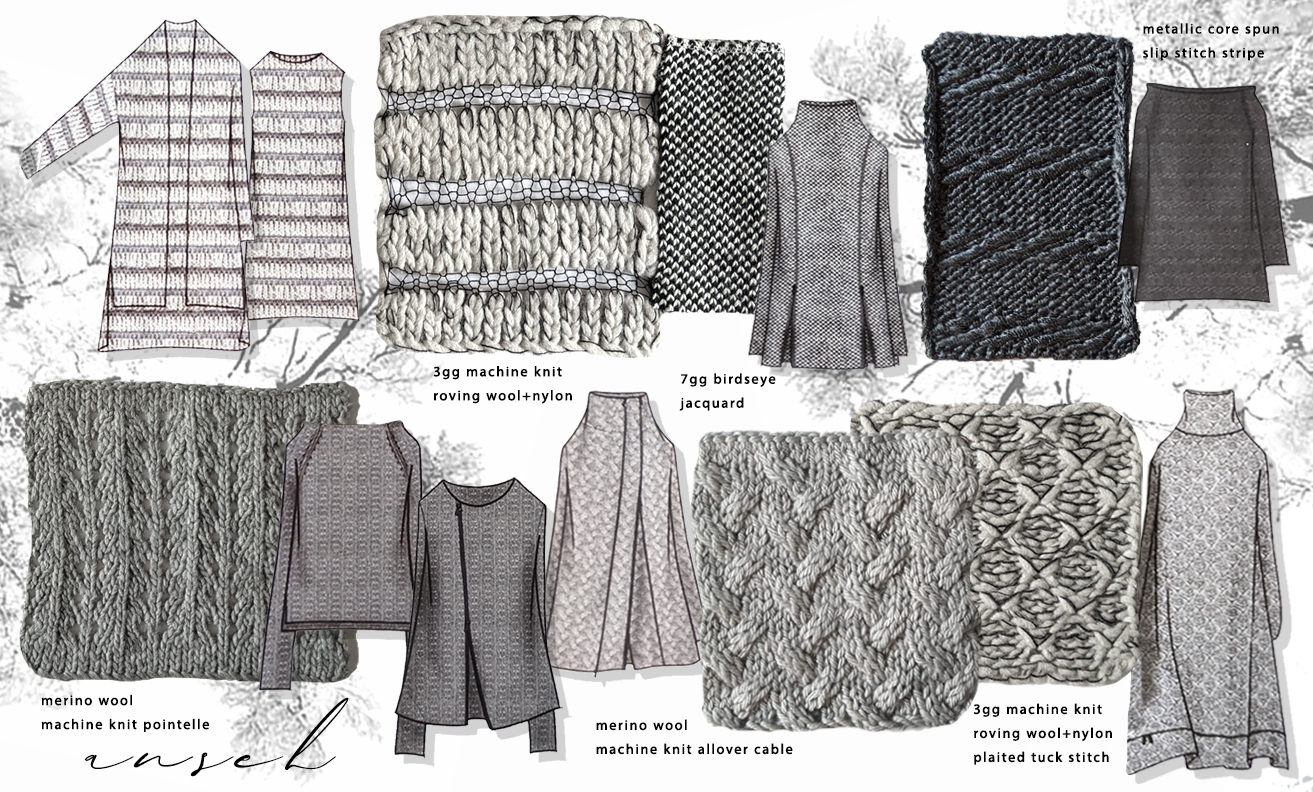 metallic core spun
slip stitch stripe
3gg machine knit
roving wool+nylon
7gg birdseye
jacquard
merino wool
machine knit pointelle
ansel
merino wool
machine knit allover cable
3gg machine knit
roving wool+nylon
plaited tuck stitch